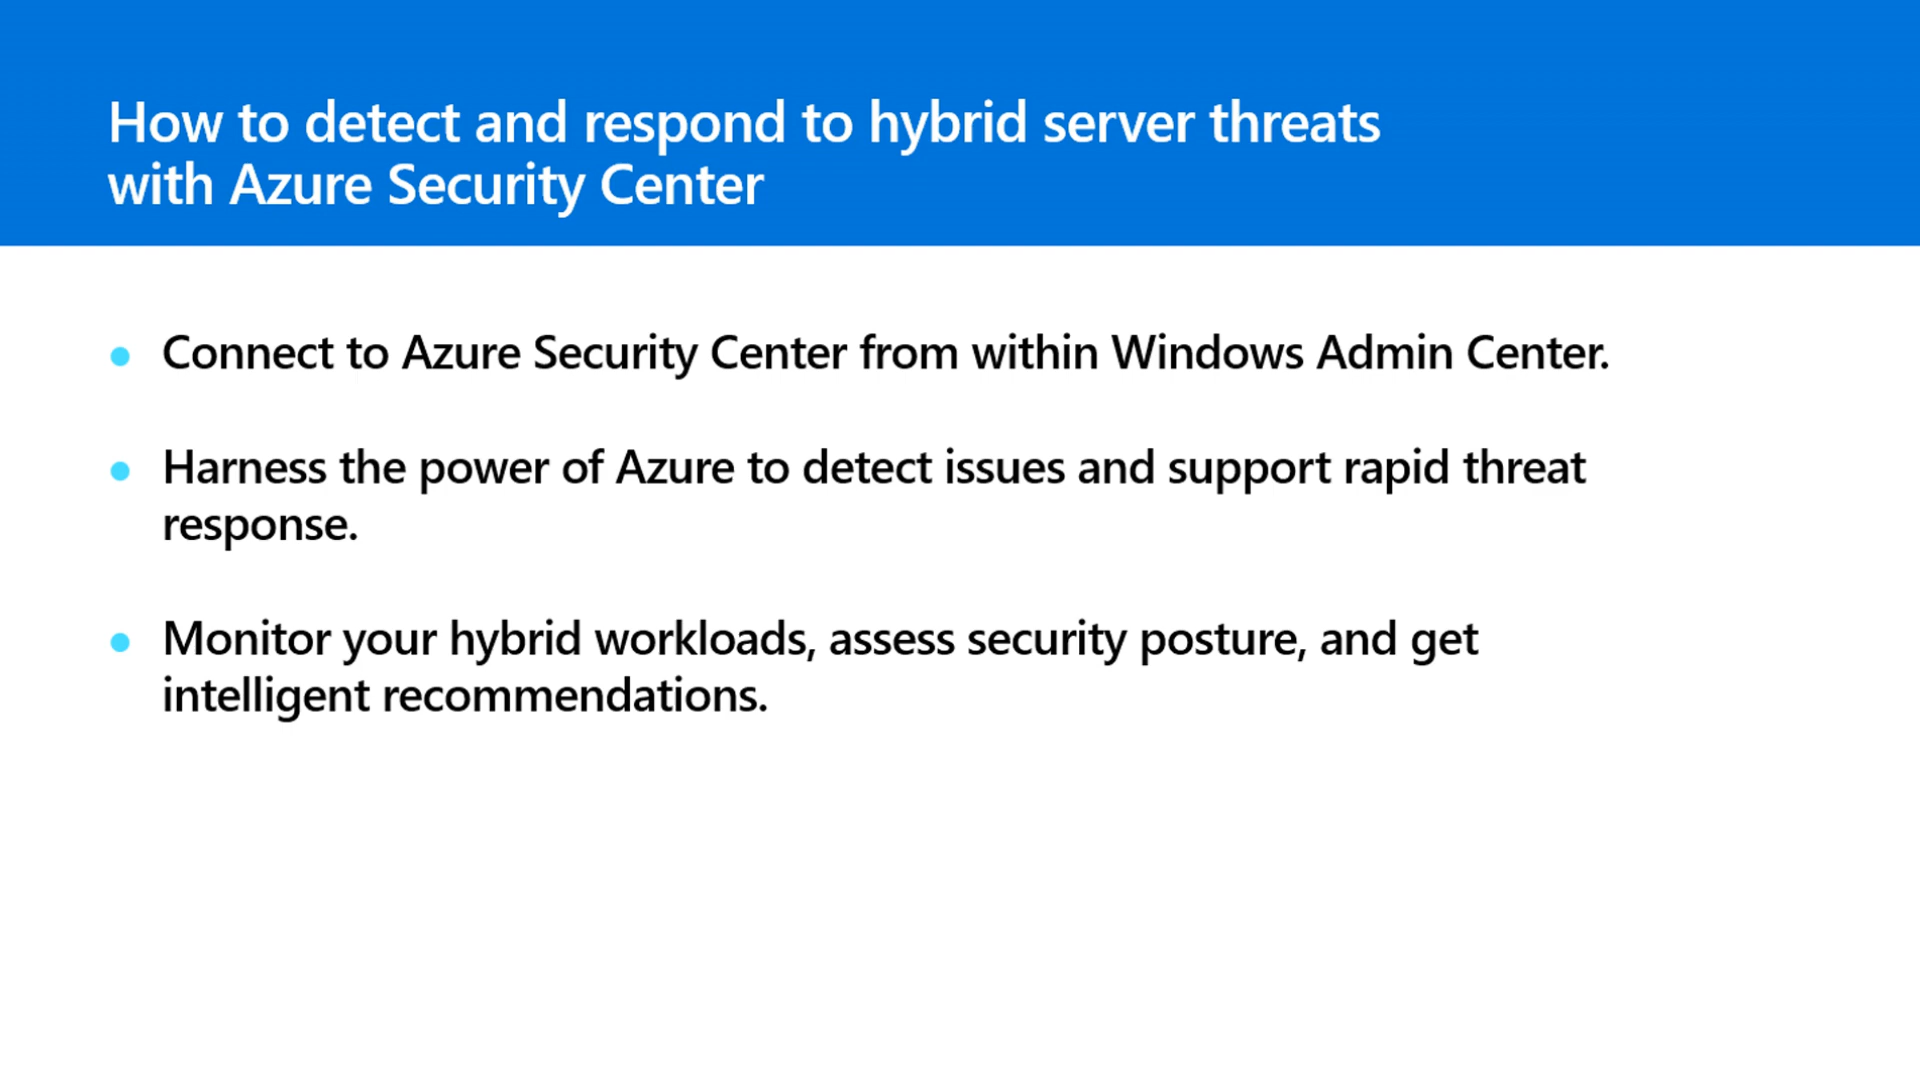 How to detect and respond to hybrid server threats
with Azure Security Center
Connect to Azure Security Center from within Windows Admin Center.
Harness the power of Azure to detect issues and support rapid threat
response.
Monitor your hybrid workloads, assess security posture, and get
intelligent recommendations.